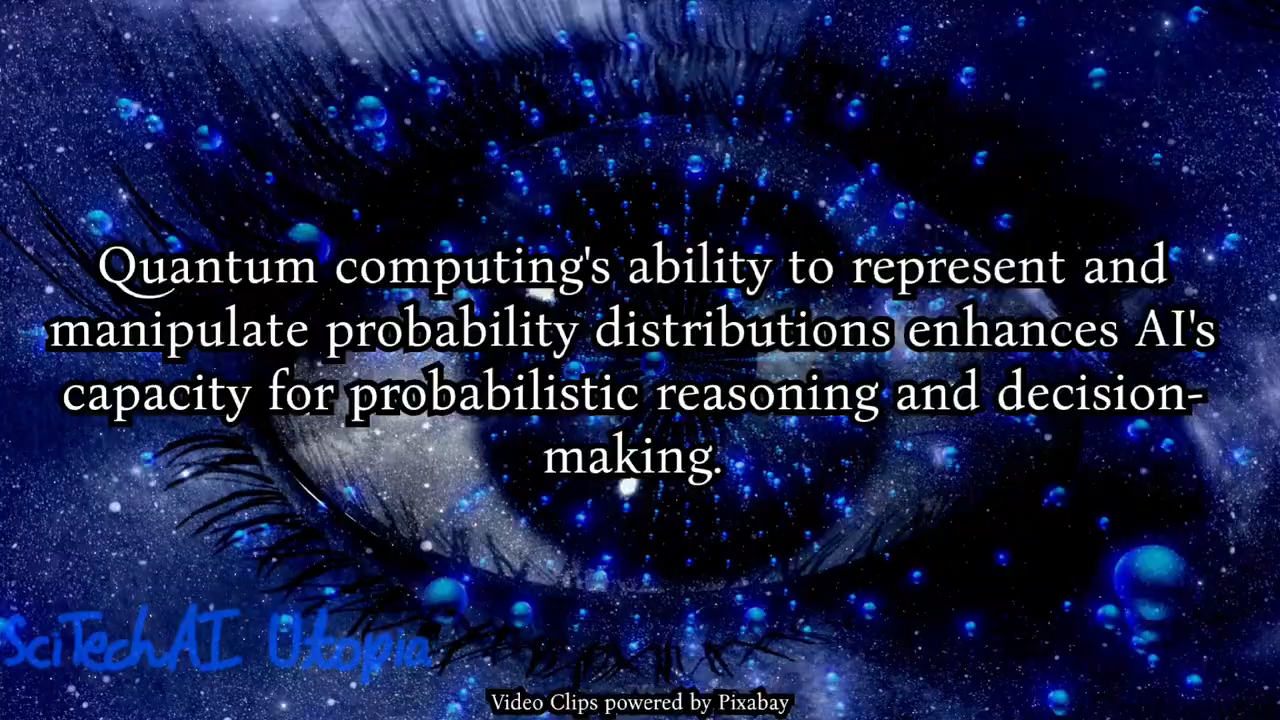 Quantum computing's ability to represent and
manipulate probability distributions enhances AI's
capacity for probabilistic reasoning and decision-
making.
SciTechAI Utopia
Video Clips powered by Pixabay